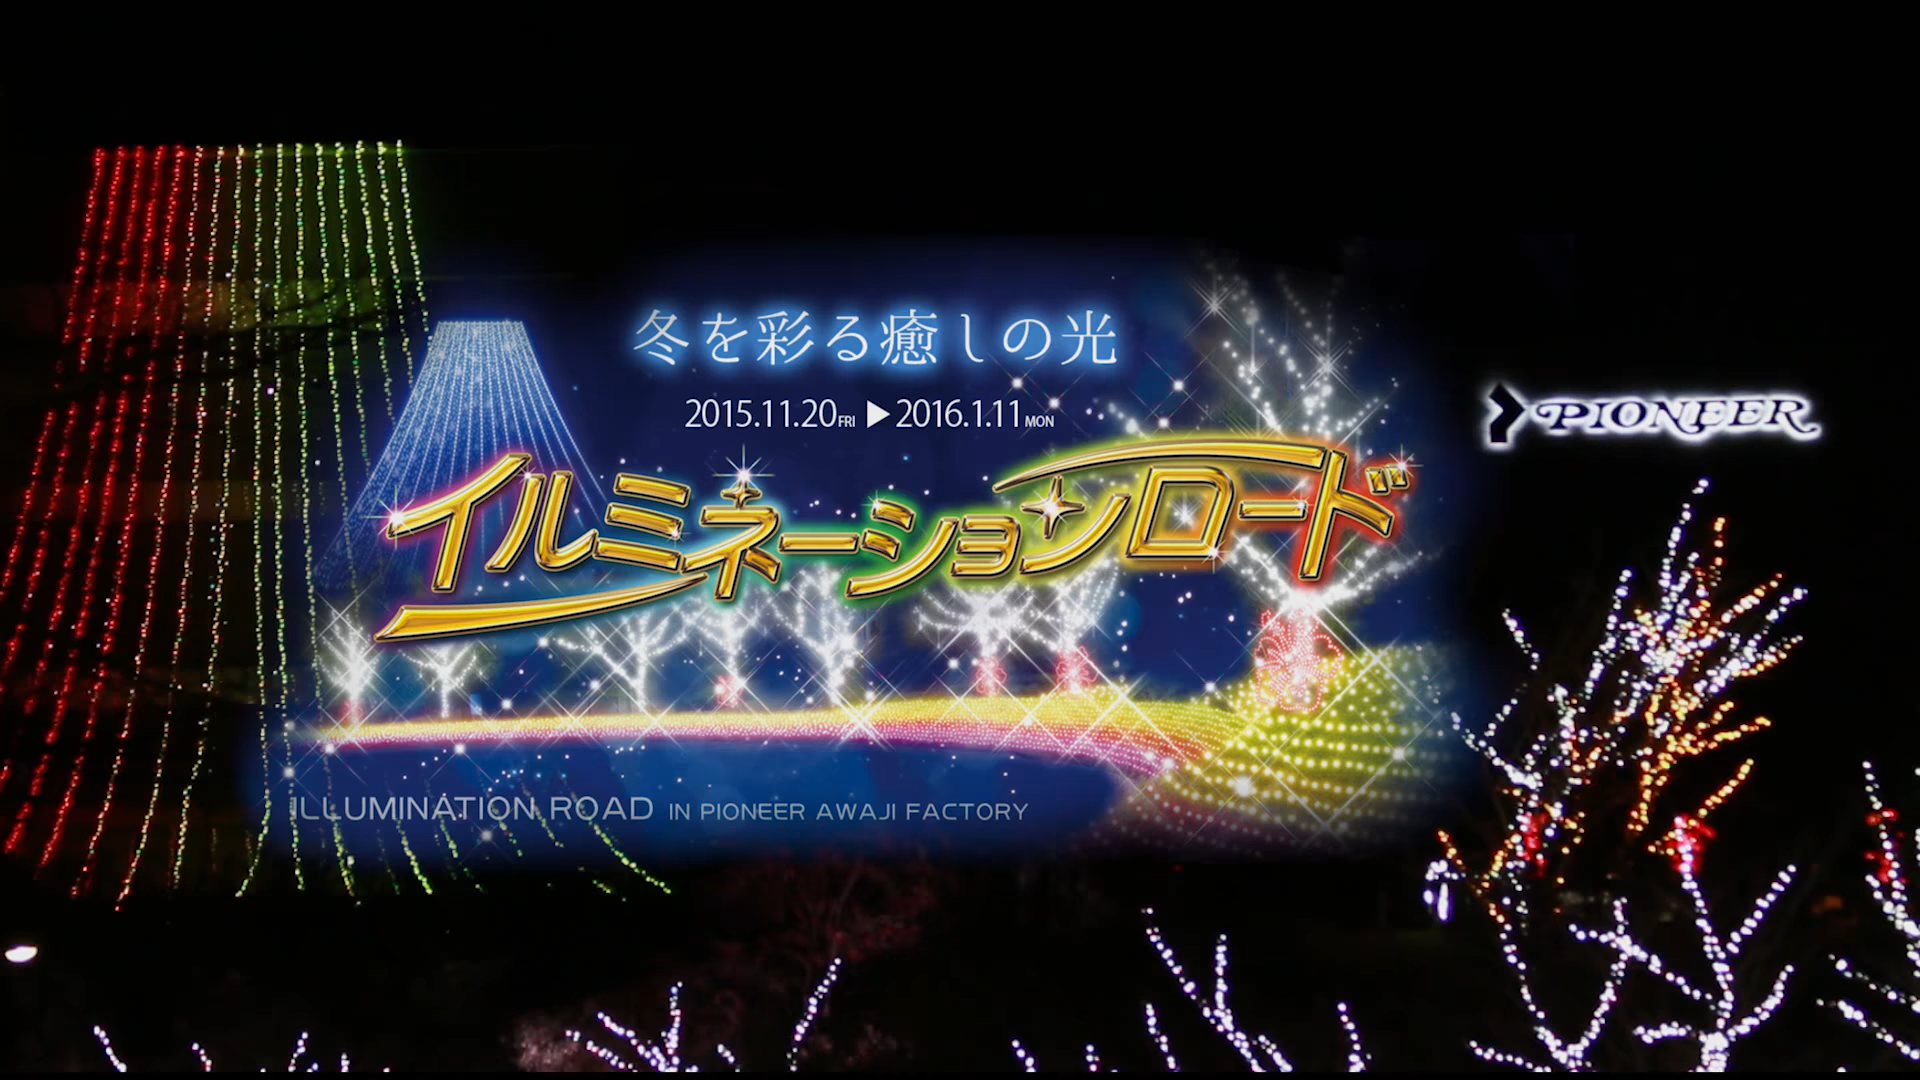 冬を彩る癒しの光
2015.11.20FRI ▶2016.1.11MON
PIONEER
イルミネーションロード
ILLUMINATION ROAD IN PIONEER AWAJI FACTORY